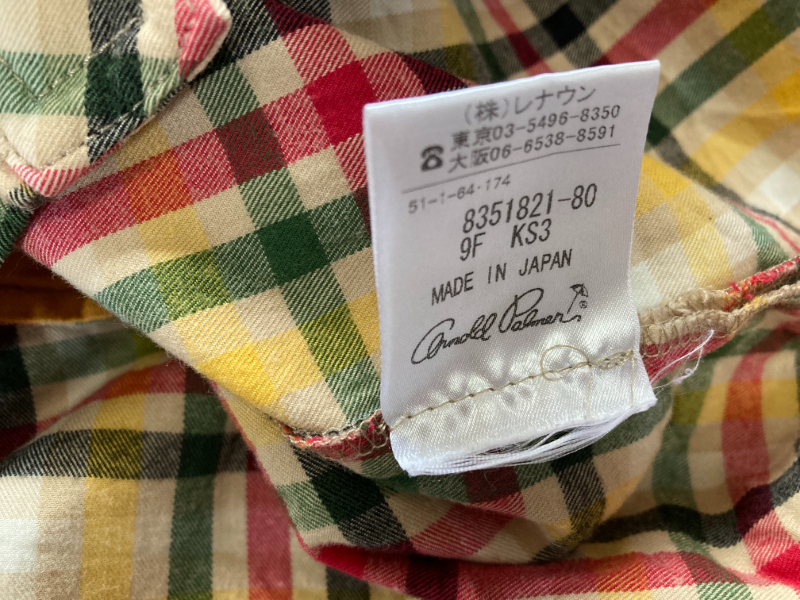 (株)レナウン
東京03-5496-8350
☎大阪06-6538-8591
51-1-64・174
8351821-80
9F KS3
MADE IN JAPAN
Arnold Palmer®